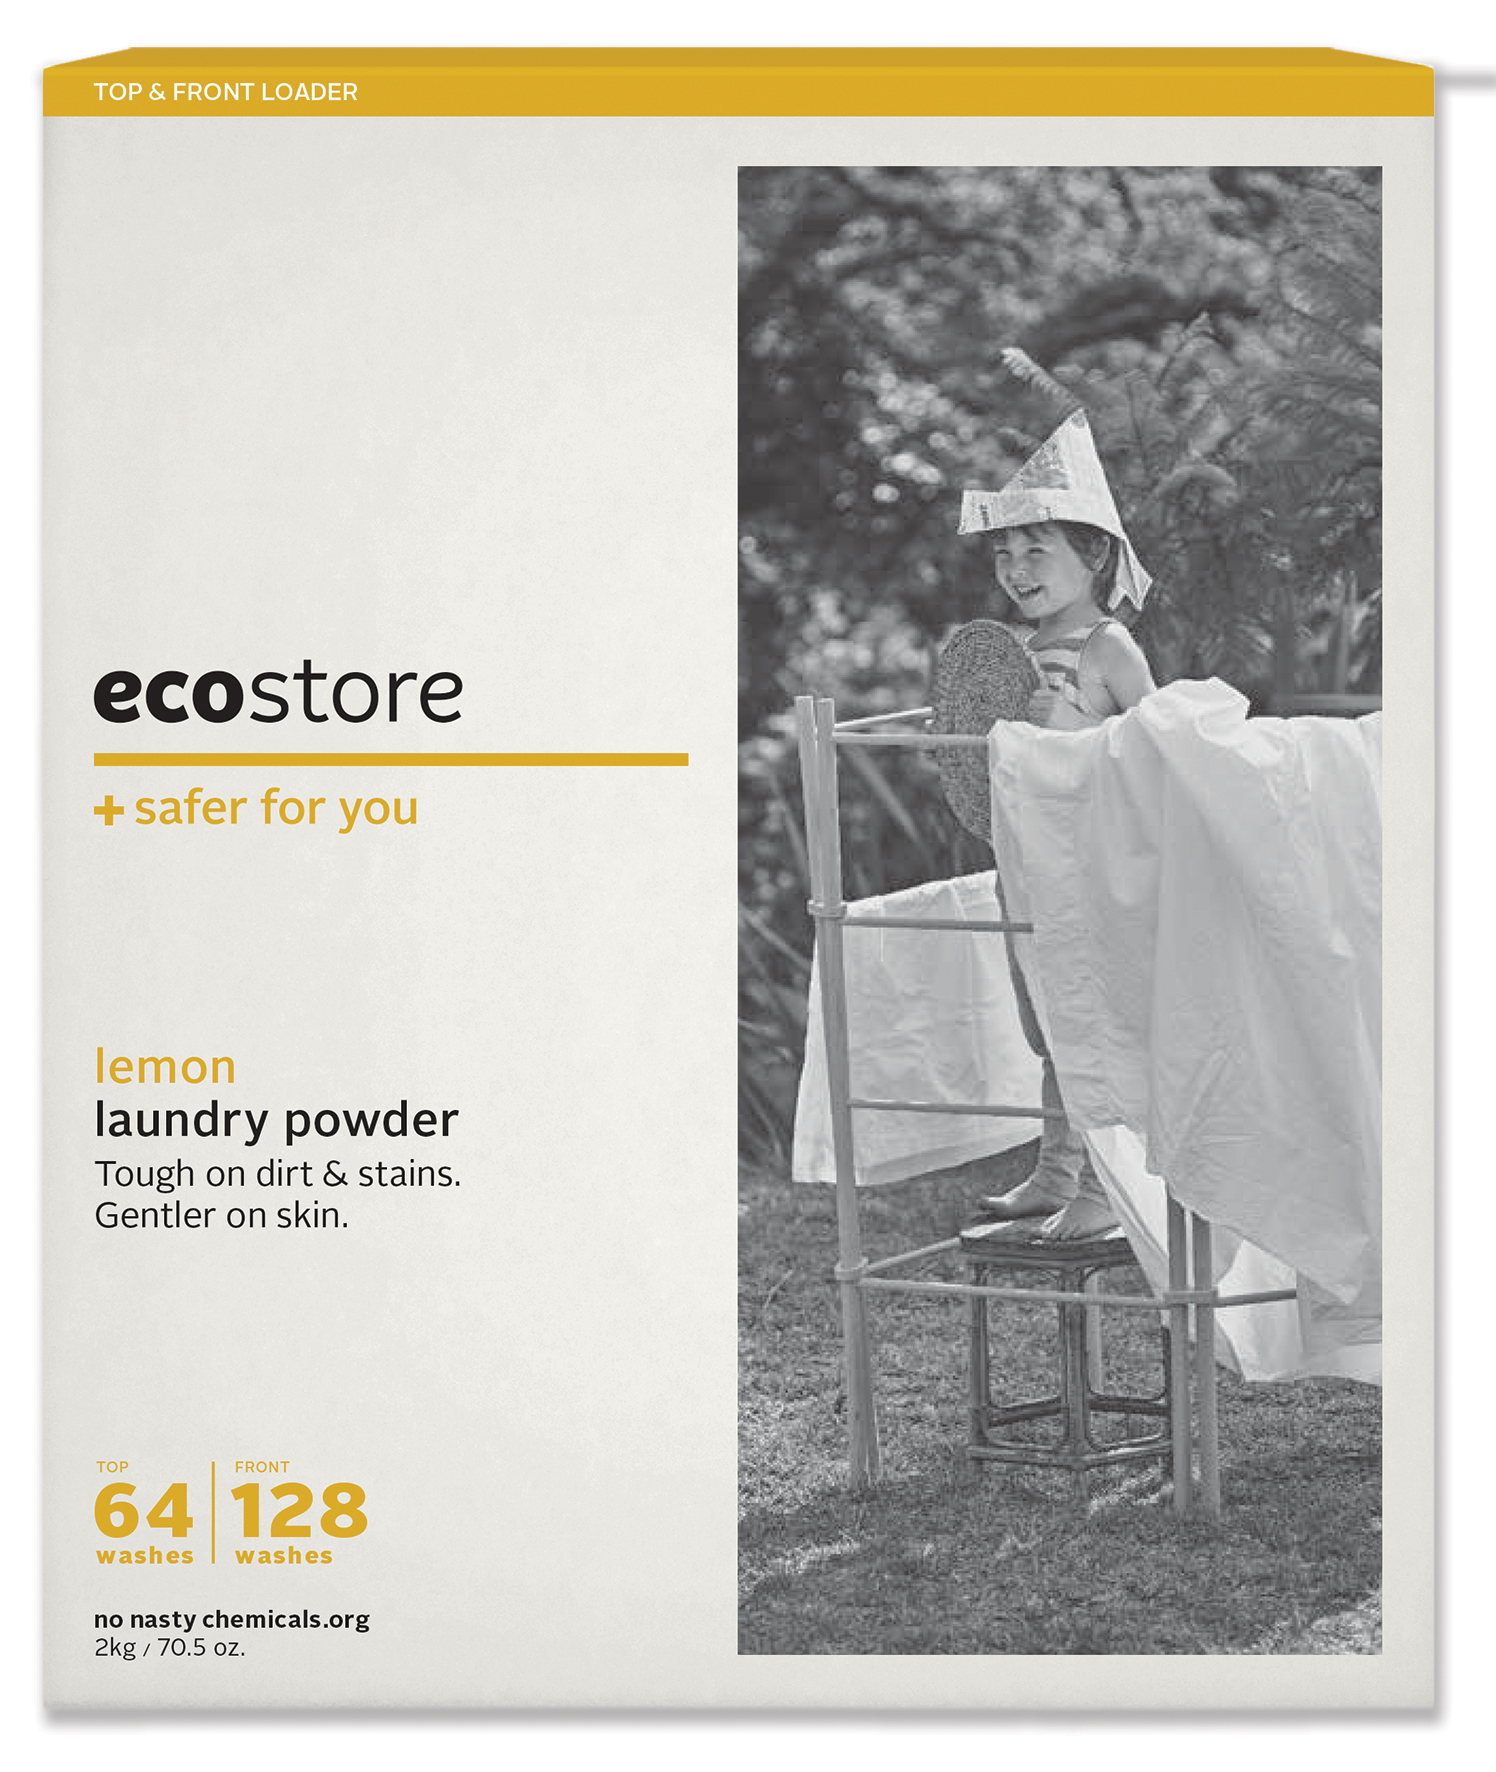 TOP & FRONT LOADER
ecostore
+ safer for you
lemon
laundry powder
Tough on dirt & stains.
Gentler on skin.
TOP
64
washes
FRONT
128
washes
no nasty chemicals.org
2kg / 70.5 oz.